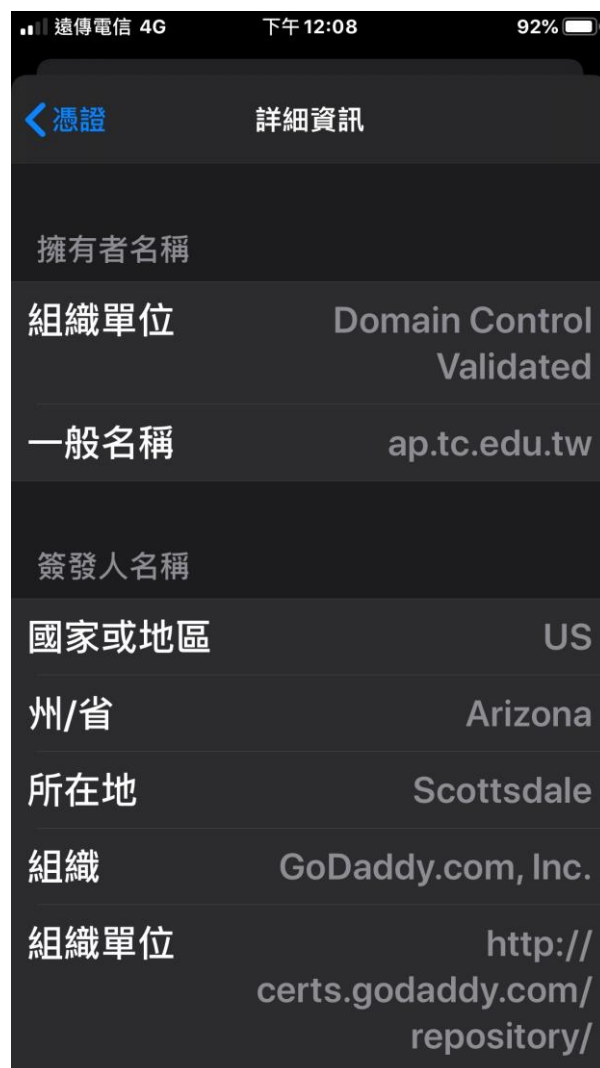 遠傳電信 4G 下午12:08 92%
憑證 詳細資訊
擁有者名稱
組織單位 Domain Control
Validated
一般名稱 ap.tc.edu.tw
簽發人名稱
國家或地區 US
州/省 Arizona
所在地 Scottsdale
組織 GoDaddy.com, Inc.
組織單位 http://
certs.godaddy.com/
repository/